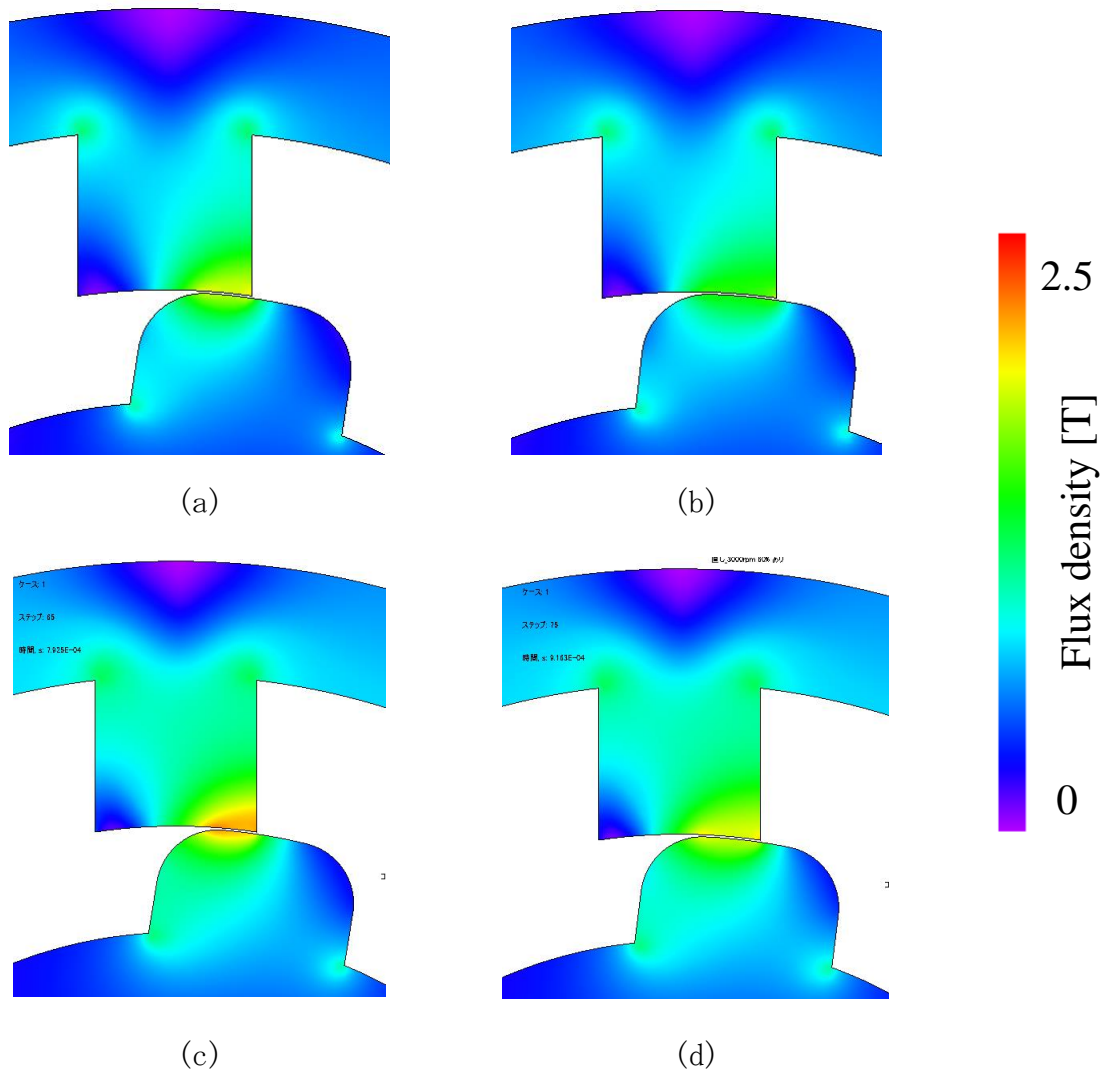 (a)
(b)
2.5
Flux density [T]
0
ケース: 1
ステップ: 65
時間, s: 7.925E-04
(c)
ケース: 1
ステップ: 75
時間, s: 9.163E-04
(d)